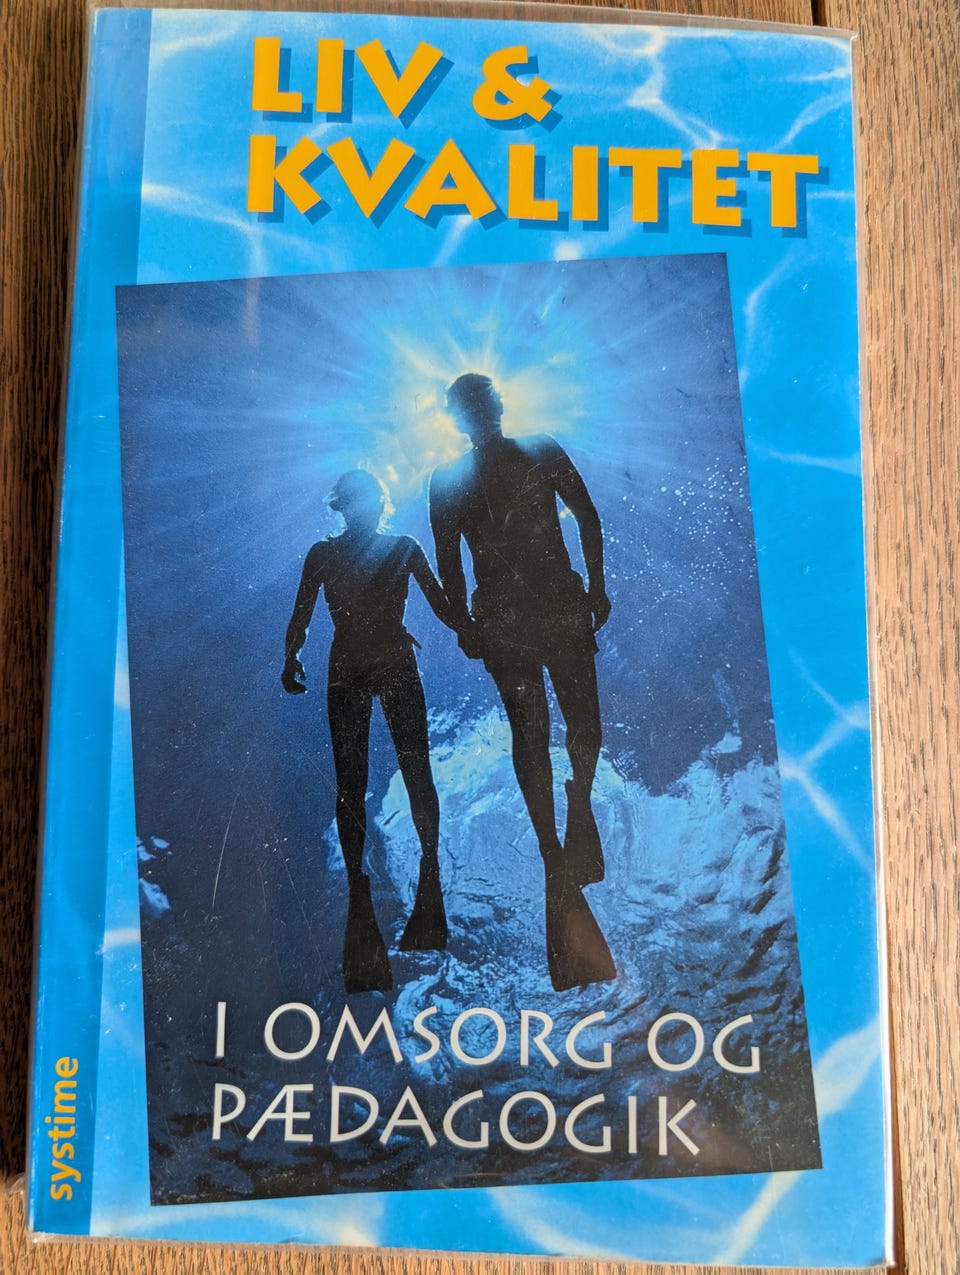 LIV &
KVALITET
I OMSORG OG
PÆDAGOGIK
systime